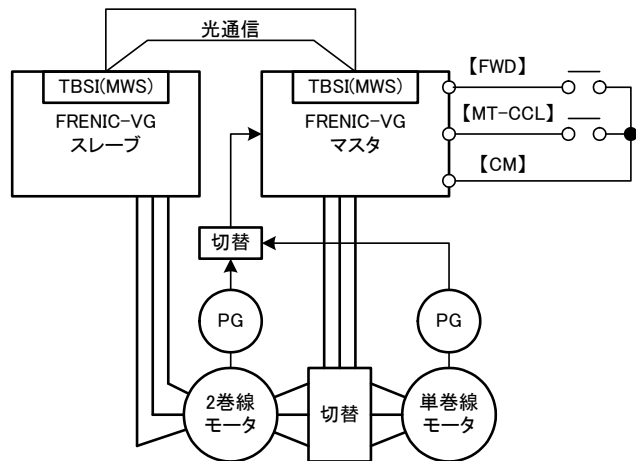 光通信
TBSI(MWS)
FRENIC-VG
スレーブ
TBSI(MWS)
FRENIC-VG
マスタ
【FWD】
【MT-CCL】
【CM】
切替
PG
PG
2巻線
モータ
切替
単巻線
モータ